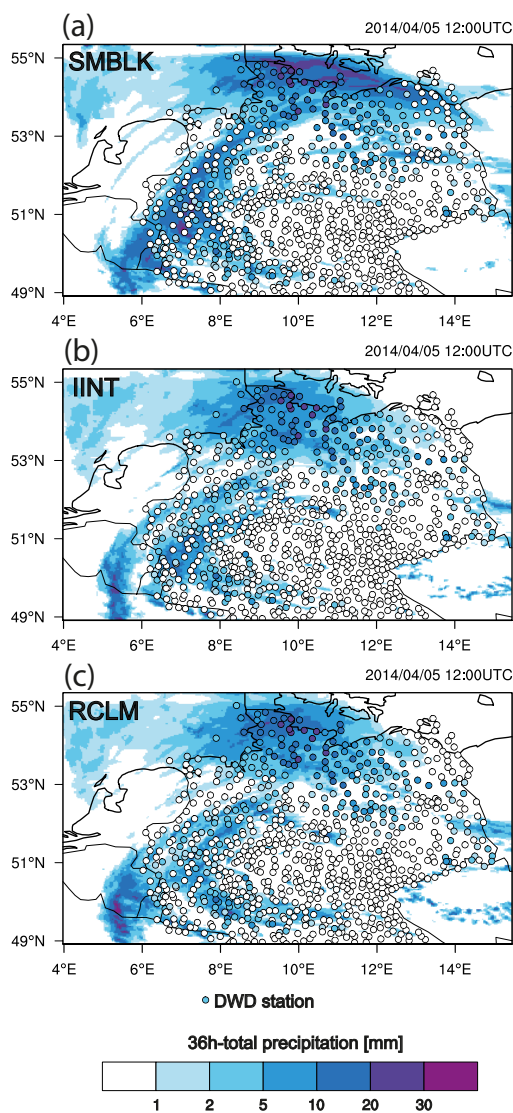 (a) 2014/04/05 12:00UTC
SMBLK
55°N
53°N
51°N
49°N
4°E 6°E 8°E 10°E 12°E 14°E
(b) 2014/04/05 12:00UTC
IINT
55°N
53°N
51°N
49°N
4°E 6°E 8°E 10°E 12°E 14°E
(c) 2014/04/05 12:00UTC
RCLM
55°N
53°N
51°N
49°N
4°E 6°E 8°E 10°E 12°E 14°E
DWD station
36h-total precipitation [mm]
1 2 5 10 20 30